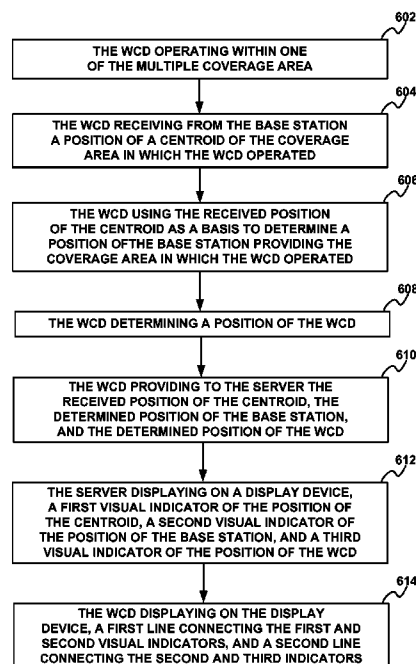 602
THE WCD OPERATING WITHIN ONE
OF THE MULTIPLE COVERAGE AREA
604
THE WCD RECEIVING FROM THE BASE STATION
A POSITION OF A CENTROID OF THE COVERAGE
AREA IN WHICH THE WCD OPERATED
606
THE WCD USING THE RECEIVED POSITION
OF THE CENTROID AS A BASIS TO DETERMINE A
POSITION OFTHE BASE STATION PROVIDING THE
COVERAGE AREA IN WHICH THE WCD OPERATED
608
THE WCD DETERMINING A POSITION OF THE WCD
610
THE WCD PROVIDING TO THE SERVER THE
RECEIVED POSITION OF THE CENTROID, THE
DETERMINED POSITION OF THE BASE STATION,
AND THE DETERMINED POSITION OF THE WCD
612
THE SERVER DISPLAYING ON A DISPLAY DEVICE,
A FIRST VISUAL INDICATOR OF THE POSITION OF
THE CENTROID, A SECOND VISUAL INDICATOR OF
THE POSITION OF THE BASE STATION, AND A THIRD
VISUAL INDICATOR OF THE POSITION OF THE WCD
614
THE WCD DISPLAYING ON THE DISPLAY
DEVICE, A FIRST LINE CONNECTING THE FIRST AND
SECOND VISUAL INDICATORS, AND A SECOND LINE
CONNECTING THE SECOND AND THIRD INDICATORS